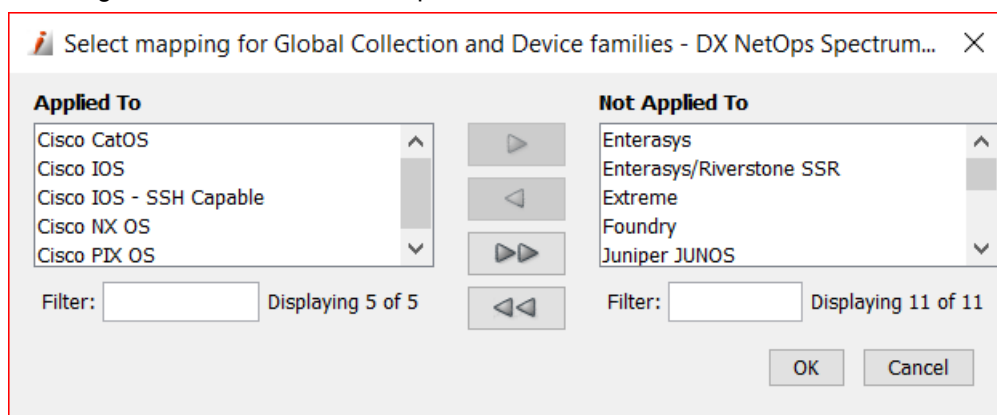 Select mapping for Global Collection and Device families - DX NetOps Spectrum...
Applied To
Cisco CatOS
Cisco IOS
Cisco IOS - SSH Capable
Cisco NX OS
Cisco PIX OS
Filter:
Displaying 5 of 5
Not Applied To
Enterasys
Enterasys/Riverstone SSR
Extreme
Foundry
Juniper JUNOS
Filter:
Displaying 11 of 11
OK
Cancel